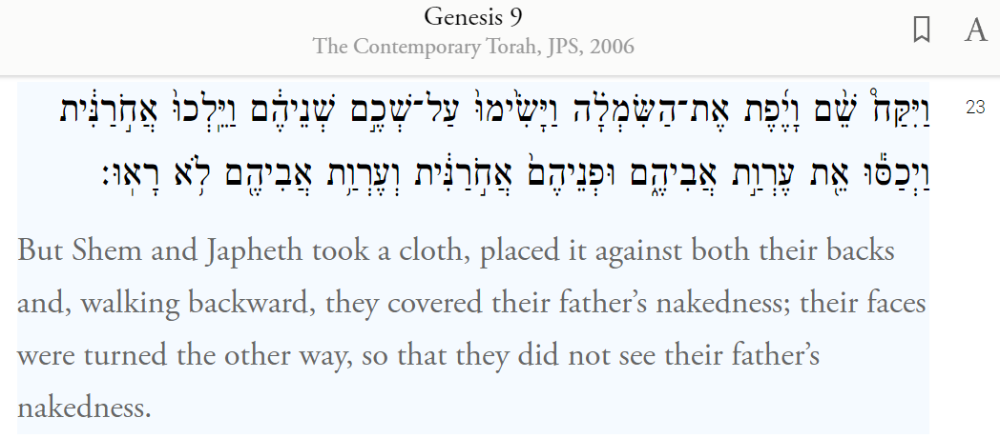 Genesis 9
The Contemporary Torah, JPS, 2006
A
23
וַיִּקַּח֩ שֵׁ֨ם וָיֶ֜פֶת אֶת־הַשִּׂמְלָ֗ה וַיָּשִׂ֙ימוּ֙ עַל־שְׁכֶ֣ם שְׁנֵיהֶ֔ם וַיֵּֽלְכוּ֙ אֲחֹ֣רַנִּ֔ית
וַיְכַסּ֕וּ אֵ֖ת עֶרְוַ֣ת אֲבִיהֶ֑ם וּפְנֵיהֶם֙ אֲחֹ֣רַנִּ֔ית וְעֶרְוַ֥ת אֲבִיהֶ֖ם לֹ֥א רָאֽוּ׃
But Shem and Japheth took a cloth, placed it against both their backs
and, walking backward, they covered their father’s nakedness; their faces
were turned the other way, so that they did not see their father’s
nakedness.